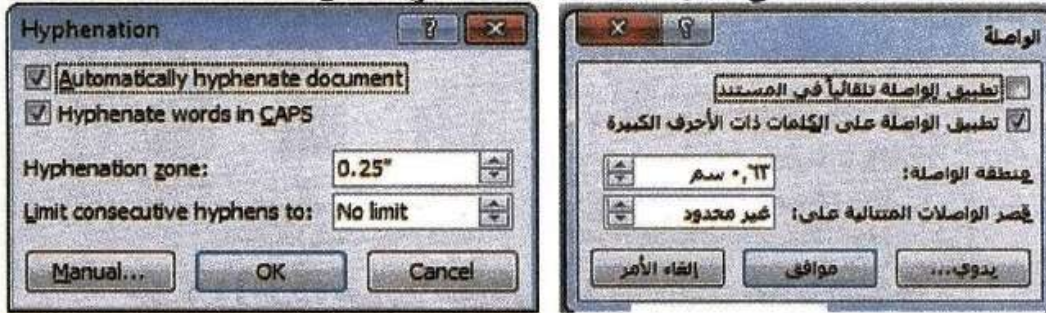 Hyphenation
Automatically hyphenate document
Hyphenate words in CAPS
Hyphenation zone: 0.25"
Limit consecutive hyphens to: No limit
Manual... OK Cancel
الواصلة
تطبيق الواصلة تلقائياً في المستند
تطبيق الواصلة على الكلمات ذات الأحرف الكبيرة
منطقة الواصلة: ٠,٦٣ سم
قصر الواصلات المتتالية على: غير محدود
يدوي... موافق إلغاء الأمر